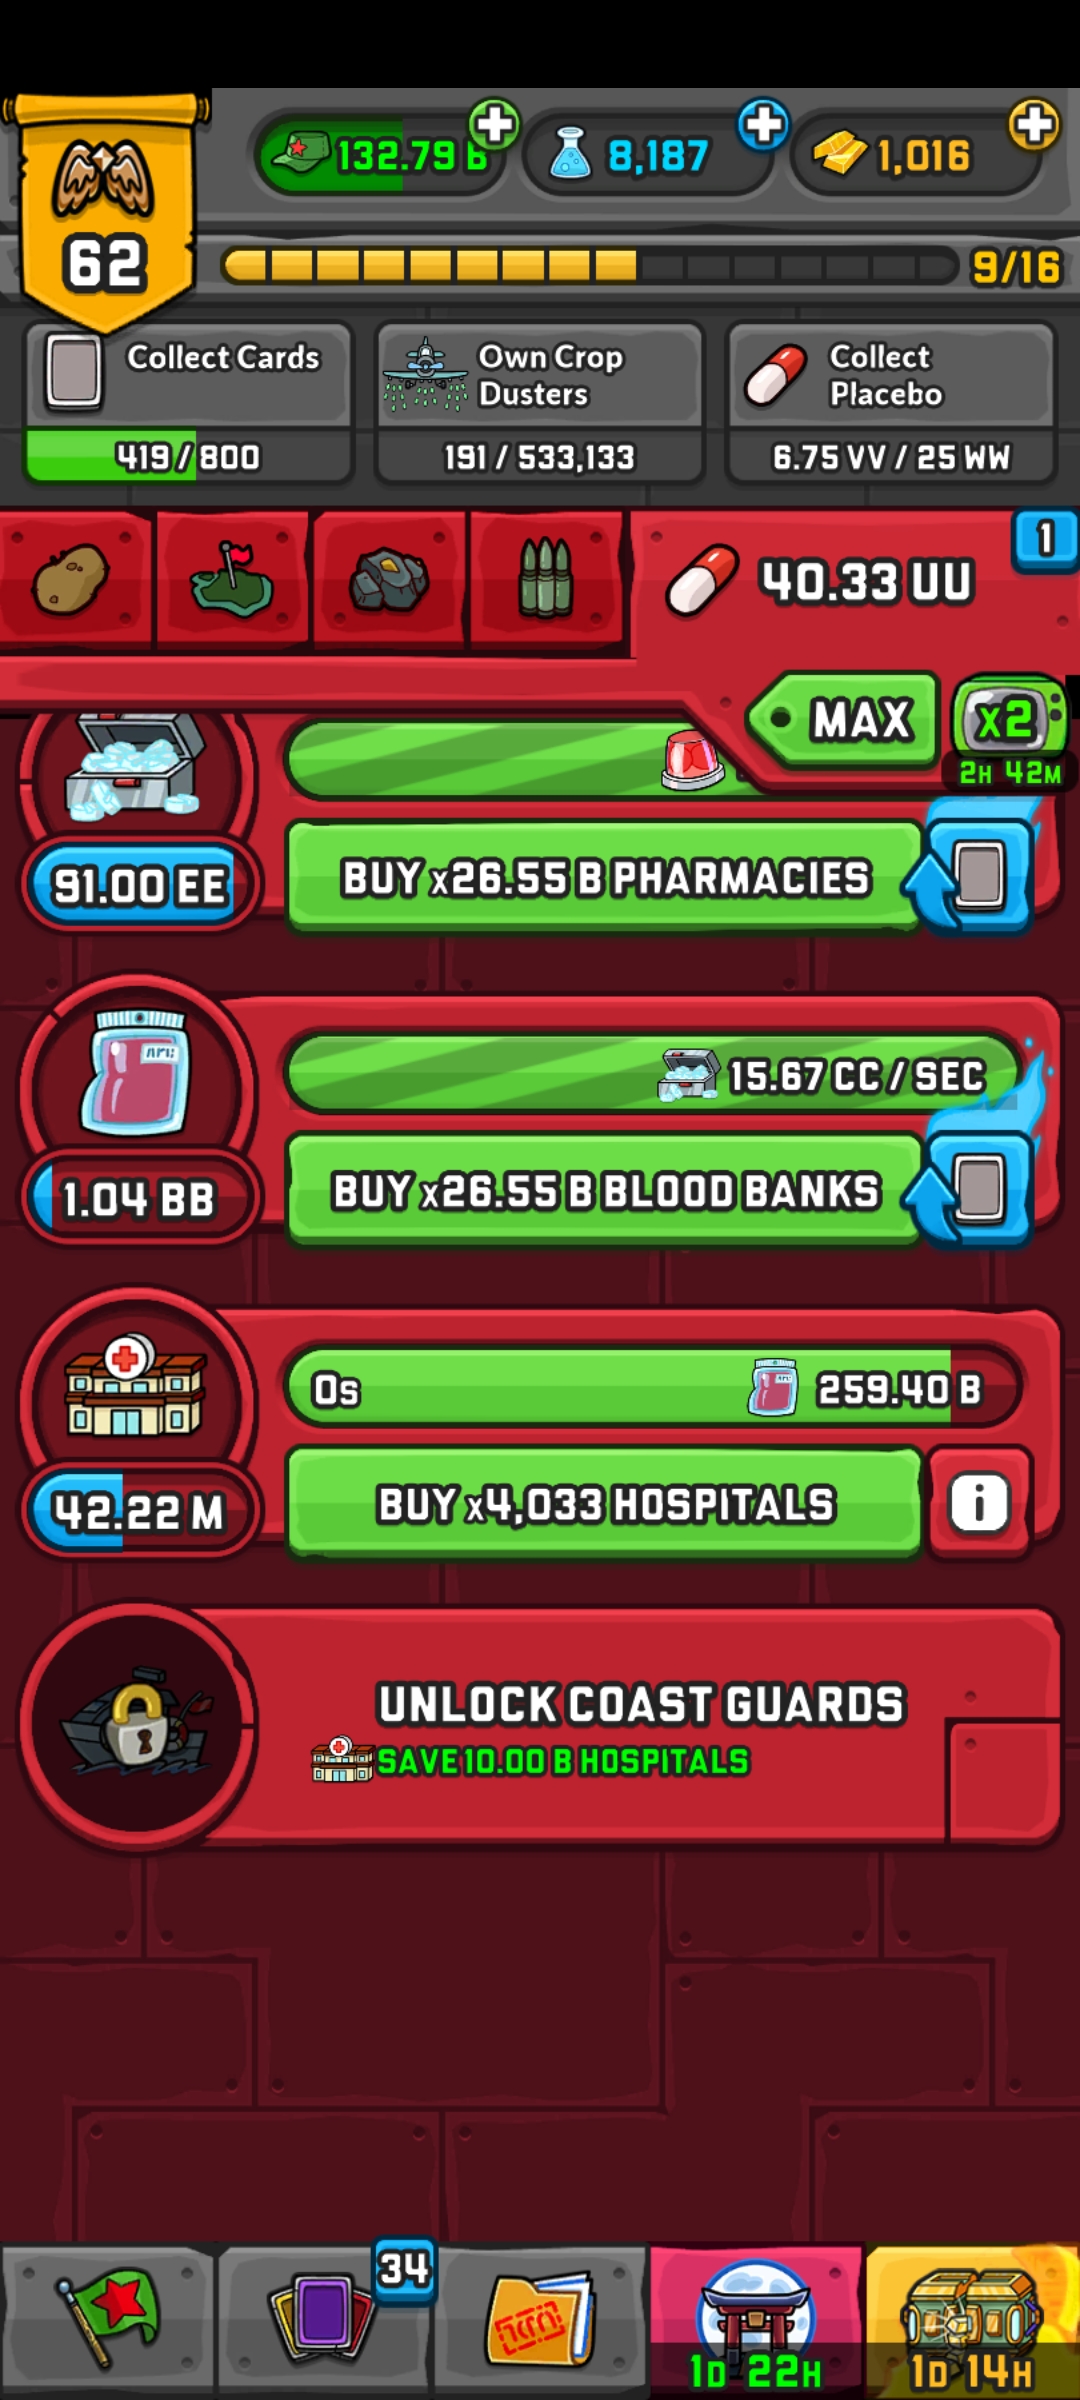 62
132.79 B
8,187
1,016
9/16
Collect Cards
419 / 800
Own Crop
Dusters
191 / 533,133
Collect
Placebo
6.75 VV / 25 WW
40.33 UU
1
MAX
x2
2H 42M
91.00 EE
BUY x26.55 B PHARMACIES
15.67 CC / SEC
1.04 BB
BUY x26.55 B BLOOD BANKS
0s
259.40 B
42.22 M
BUY x4,033 HOSPITALS
i
UNLOCK COAST GUARDS
SAVE 10.00 B HOSPITALS
34
1D 22H
1D 14H